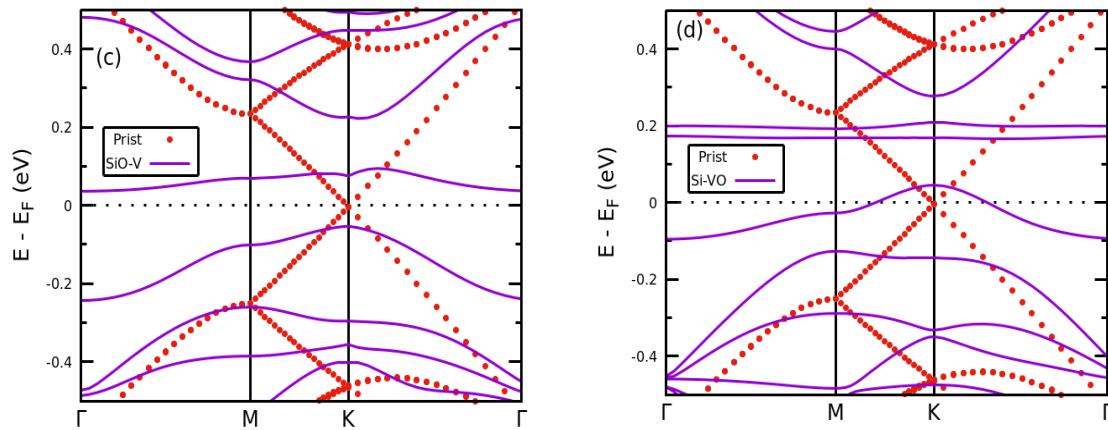 (c)
Prist
SiO-V
E - E_F (eV)
0.4
0.2
0
-0.2
-0.4
Γ M K Γ
(d)
Prist
Si-VO
E - E_F (eV)
0.4
0.2
0
-0.2
-0.4
Γ M K Γ